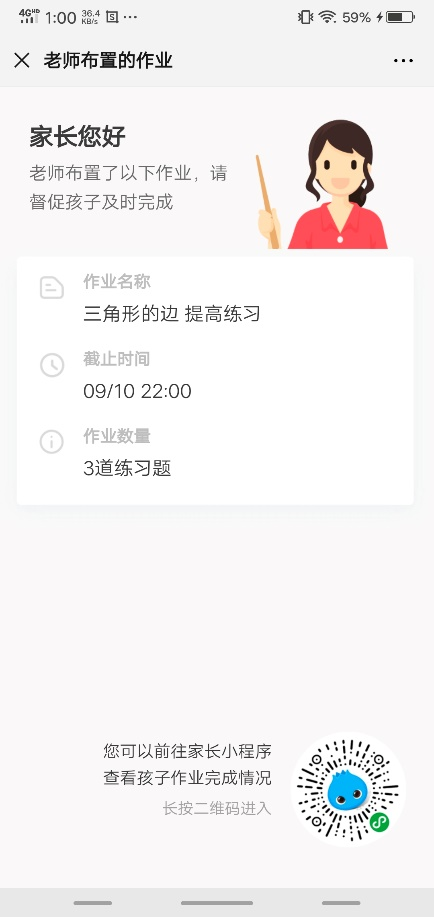 4GHD 1:00 36.4 KB/s 59%
老师布置的作业
家长您好
老师布置了以下作业，请
督促孩子及时完成
作业名称
三角形的边 提高练习
截止时间
09/10 22:00
作业数量
3道练习题
您可以前往家长小程序
查看孩子作业完成情况
长按二维码进入